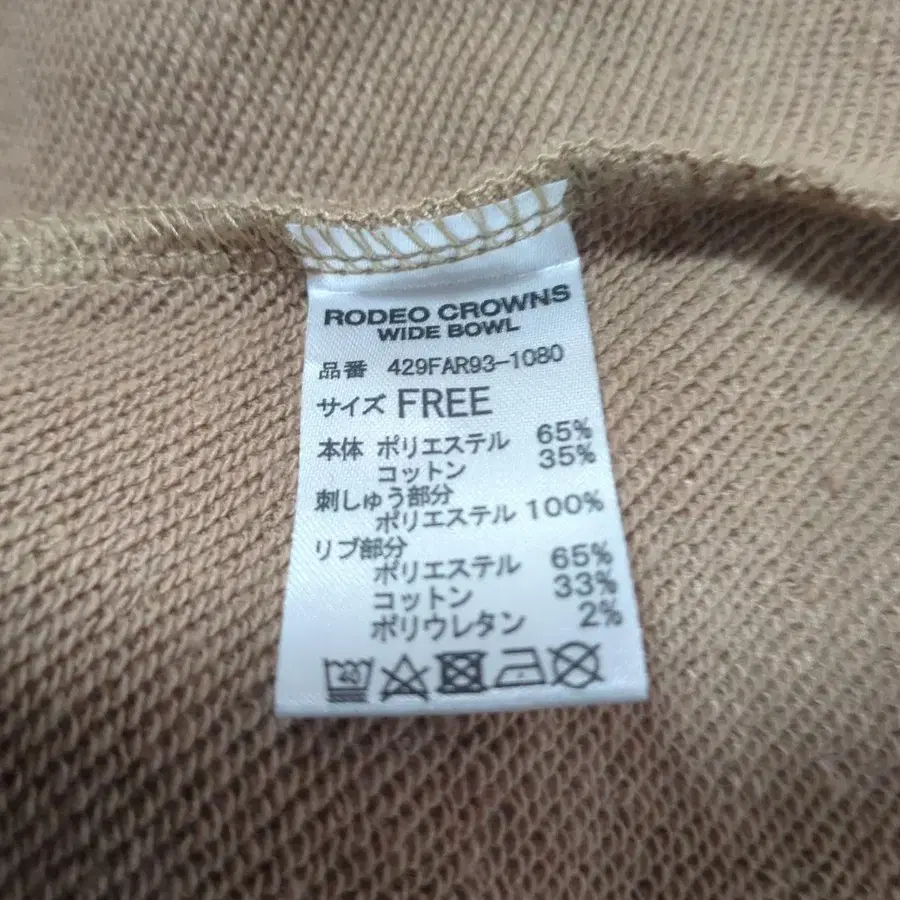 RODEO CROWNS
WIDE BOWL
品番 429FAR93-1080
サイズ FREE
本体 ポリエステル 65%
コットン 35%
刺しゅう部分
ポリエステル 100%
リブ部分
ポリエステル 65%
コットン 33%
ポリウレタン 2%
40